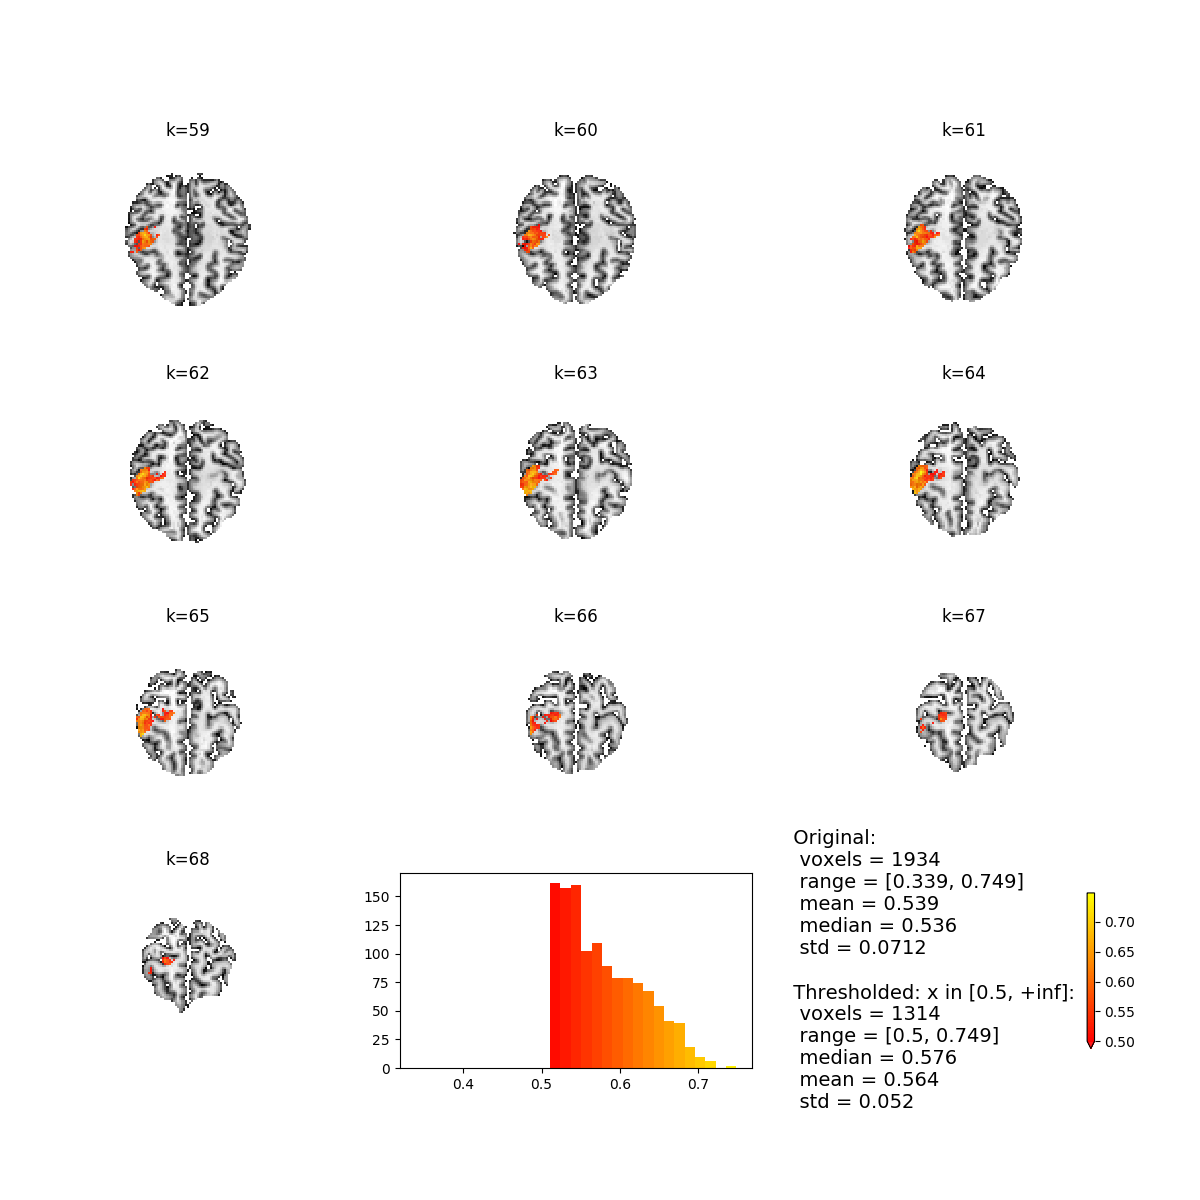 k=59
k=60
k=61
k=62
k=63
k=64
k=65
k=66
k=67
k=68
150
125
100
75
50
25
0
0.4
0.5
0.6
0.7
Original:
voxels = 1934
range = [0.339, 0.749]
mean = 0.539
median = 0.536
std = 0.0712
Thresholded: x in [0.5, +inf]:
voxels = 1314
range = [0.5, 0.749]
median = 0.576
mean = 0.564
std = 0.052
0.70
0.65
0.60
0.55
0.50